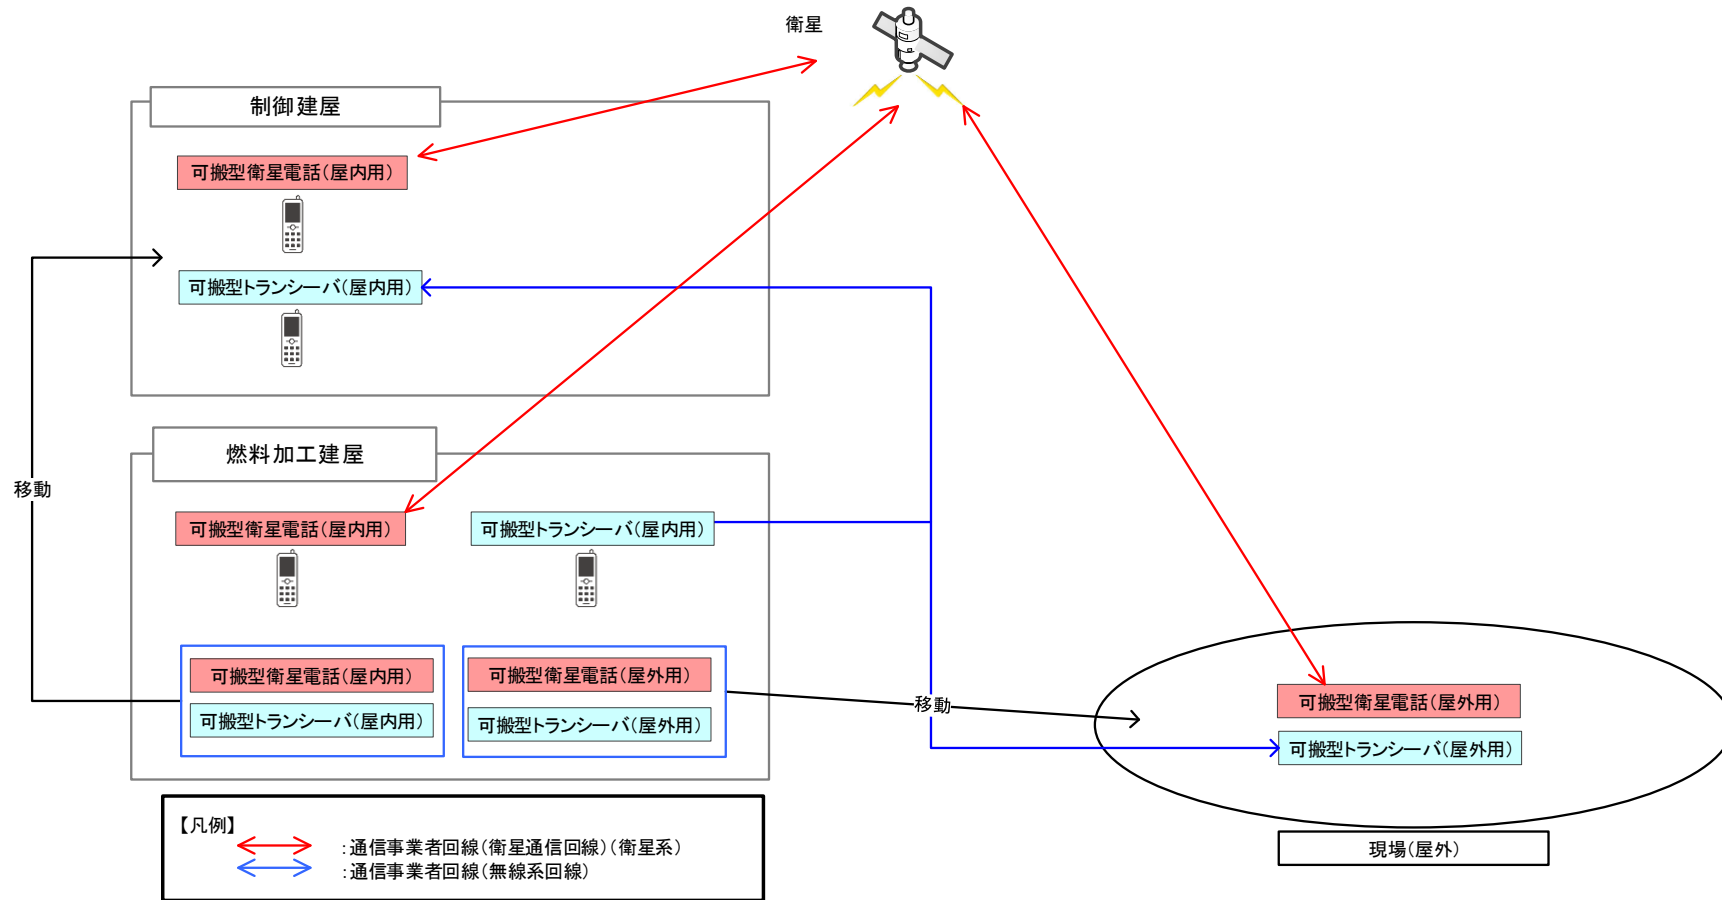 衛星
制御建屋
可搬型衛星電話(屋内用)
可搬型トランシーバ(屋内用)
燃料加工建屋
移動
可搬型衛星電話(屋内用)
可搬型トランシーバ(屋内用)
可搬型衛星電話(屋内用)
可搬型トランシーバ(屋内用)
可搬型衛星電話(屋外用)
可搬型トランシーバ(屋外用)
移動
可搬型衛星電話(屋外用)
可搬型トランシーバ(屋外用)
現場(屋外)
【凡例】
:通信事業者回線(衛星通信回線)(衛星系)
:通信事業者回線(無線系回線)